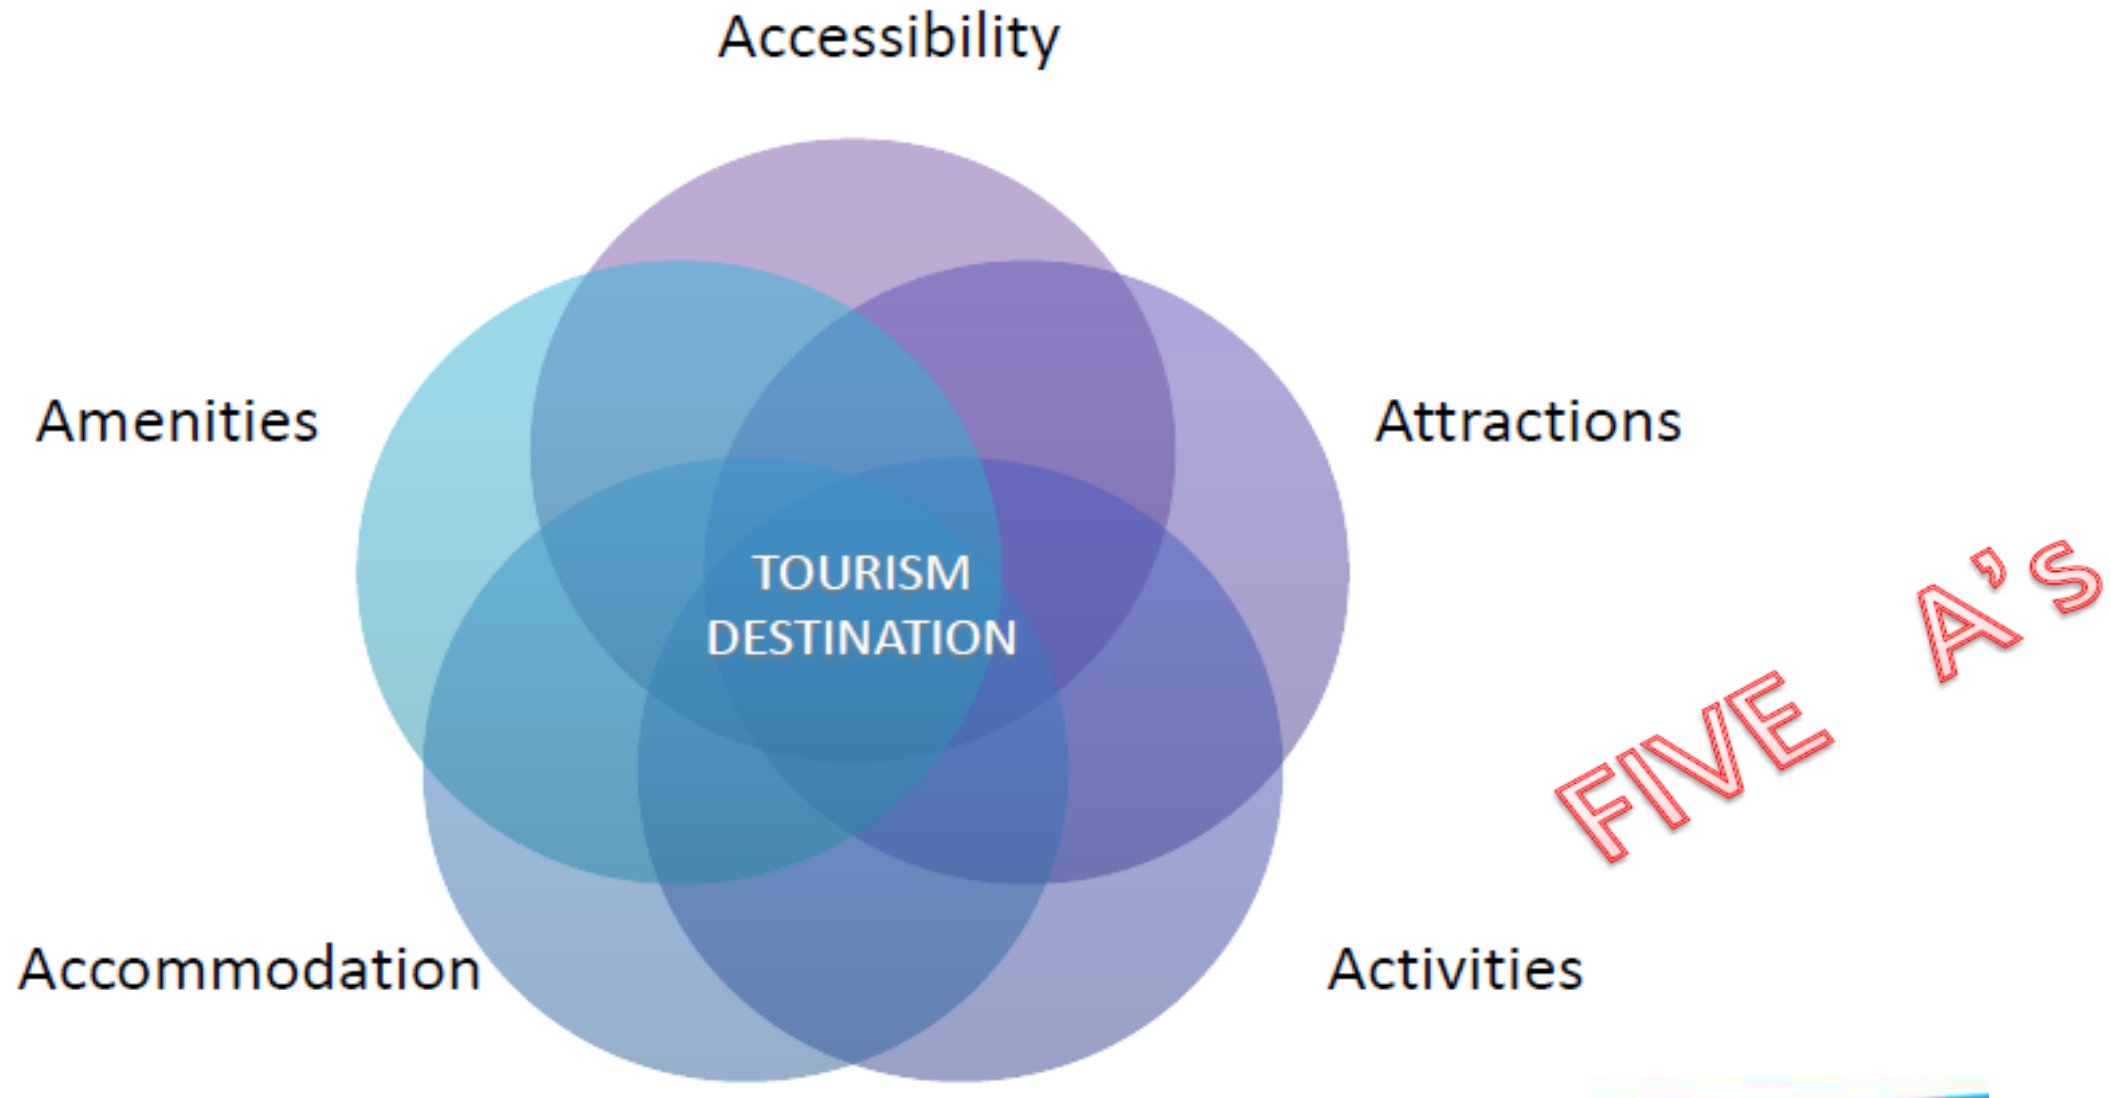 Accessibility
Amenities
Attractions
TOURISM
DESTINATION
FIVE A's
Accommodation
Activities